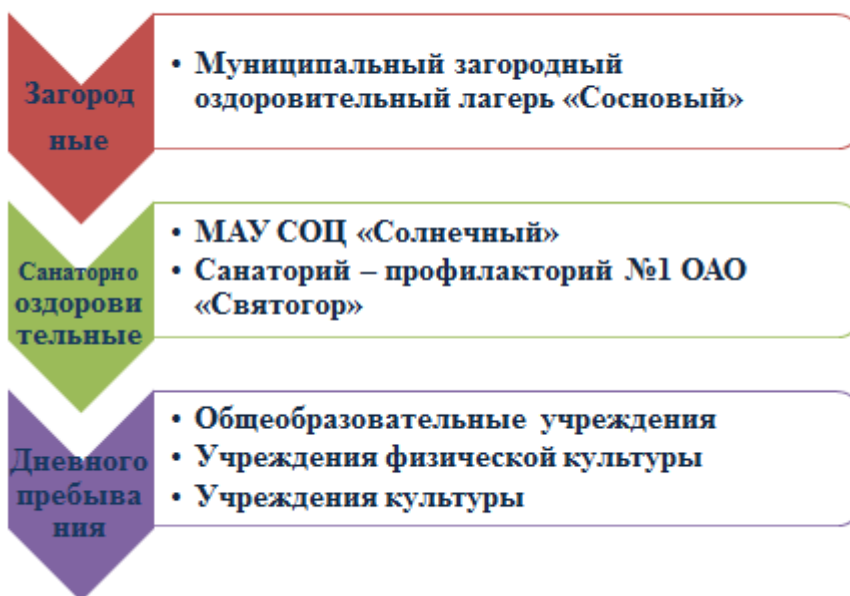 Загород
ные
• Муниципальный загородный
оздоровительный лагерь «Сосновый»
Санаторно
оздорови
тельные
• МАУ СОЦ «Солнечный»
• Санаторий – профилакторий №1 ОАО
«Святогор»
Дневного
пребыва
ния
• Общеобразовательные учреждения
• Учреждения физической культуры
• Учреждения культуры